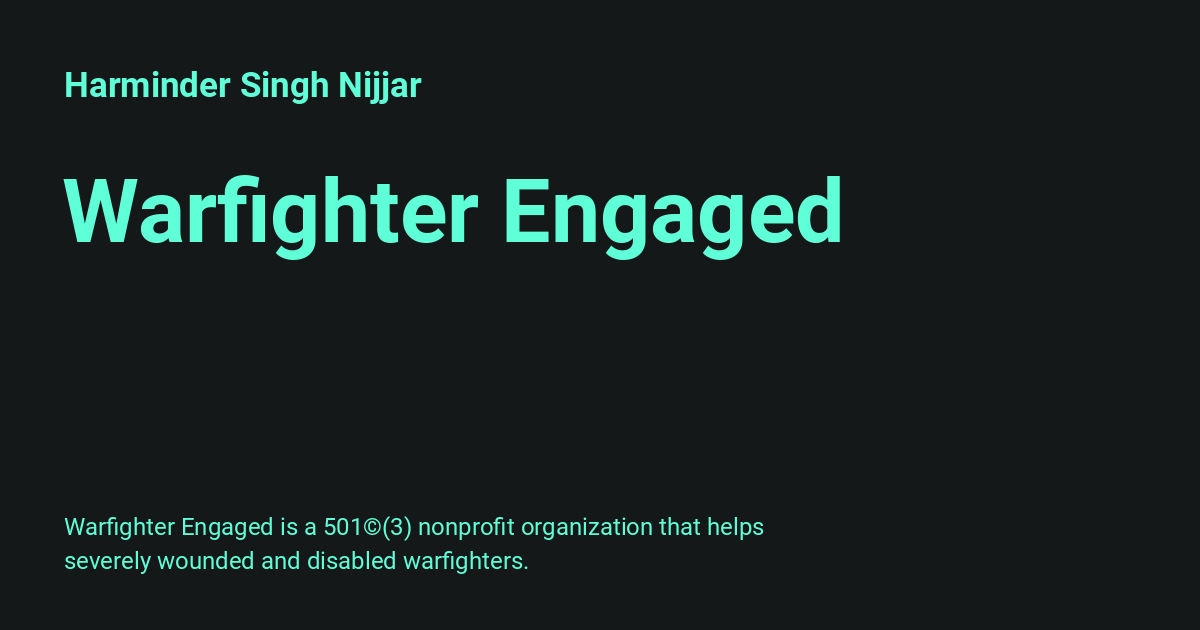 Harminder Singh Nijjar
Warfighter Engaged
Warfighter Engaged is a 501©(3) nonprofit organization that helps
severely wounded and disabled warfighters.